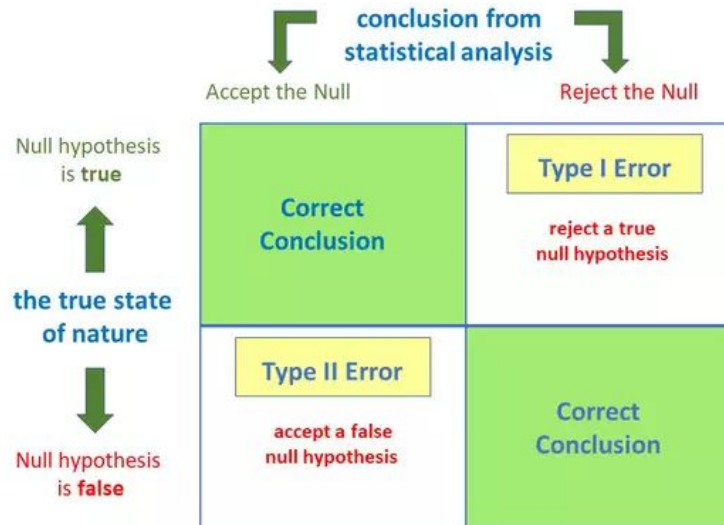 conclusion from
statistical analysis
Accept the Null
Reject the Null
Null hypothesis
is true
Type I Error
Correct
Conclusion
reject a true
null hypothesis
the true state
of nature
Type II Error
Correct
Conclusion
accept a false
null hypothesis
Null hypothesis
is false